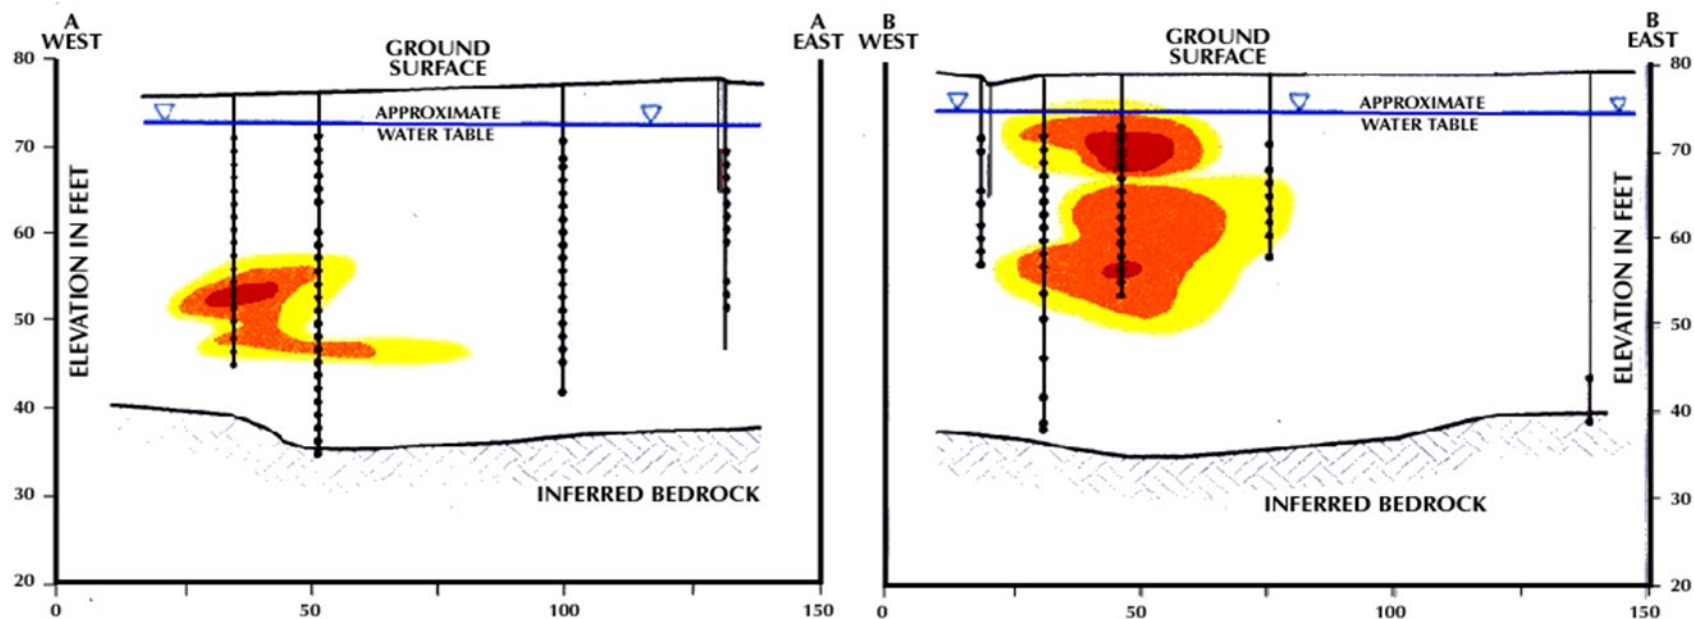 A
WEST
GROUND
SURFACE
A
EAST
80
70
60
50
40
30
20
ELEVATION IN FEET
APPROXIMATE
WATER TABLE
INFERRED BEDROCK
0
50
100
150
B
WEST
GROUND
SURFACE
B
EAST
80
70
60
50
40
30
20
APPROXIMATE
WATER TABLE
ELEVATION IN FEET
INFERRED BEDROCK
0
50
100
150